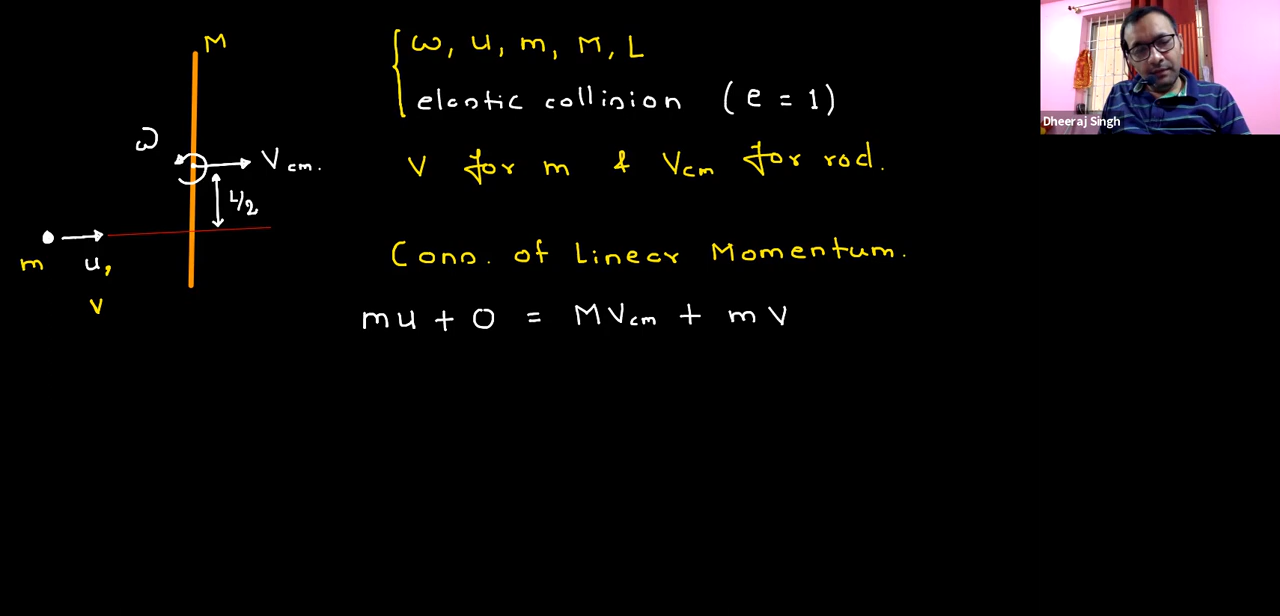 M
ω, u, m, M, L
elastic collision (e = 1)
Dheeraj Singh
ω
Vcm.
V for m & Vcm for rod.
L/2
m u,
V
Cons. of Linear Momentum.
mu + 0 = MVcm + mV